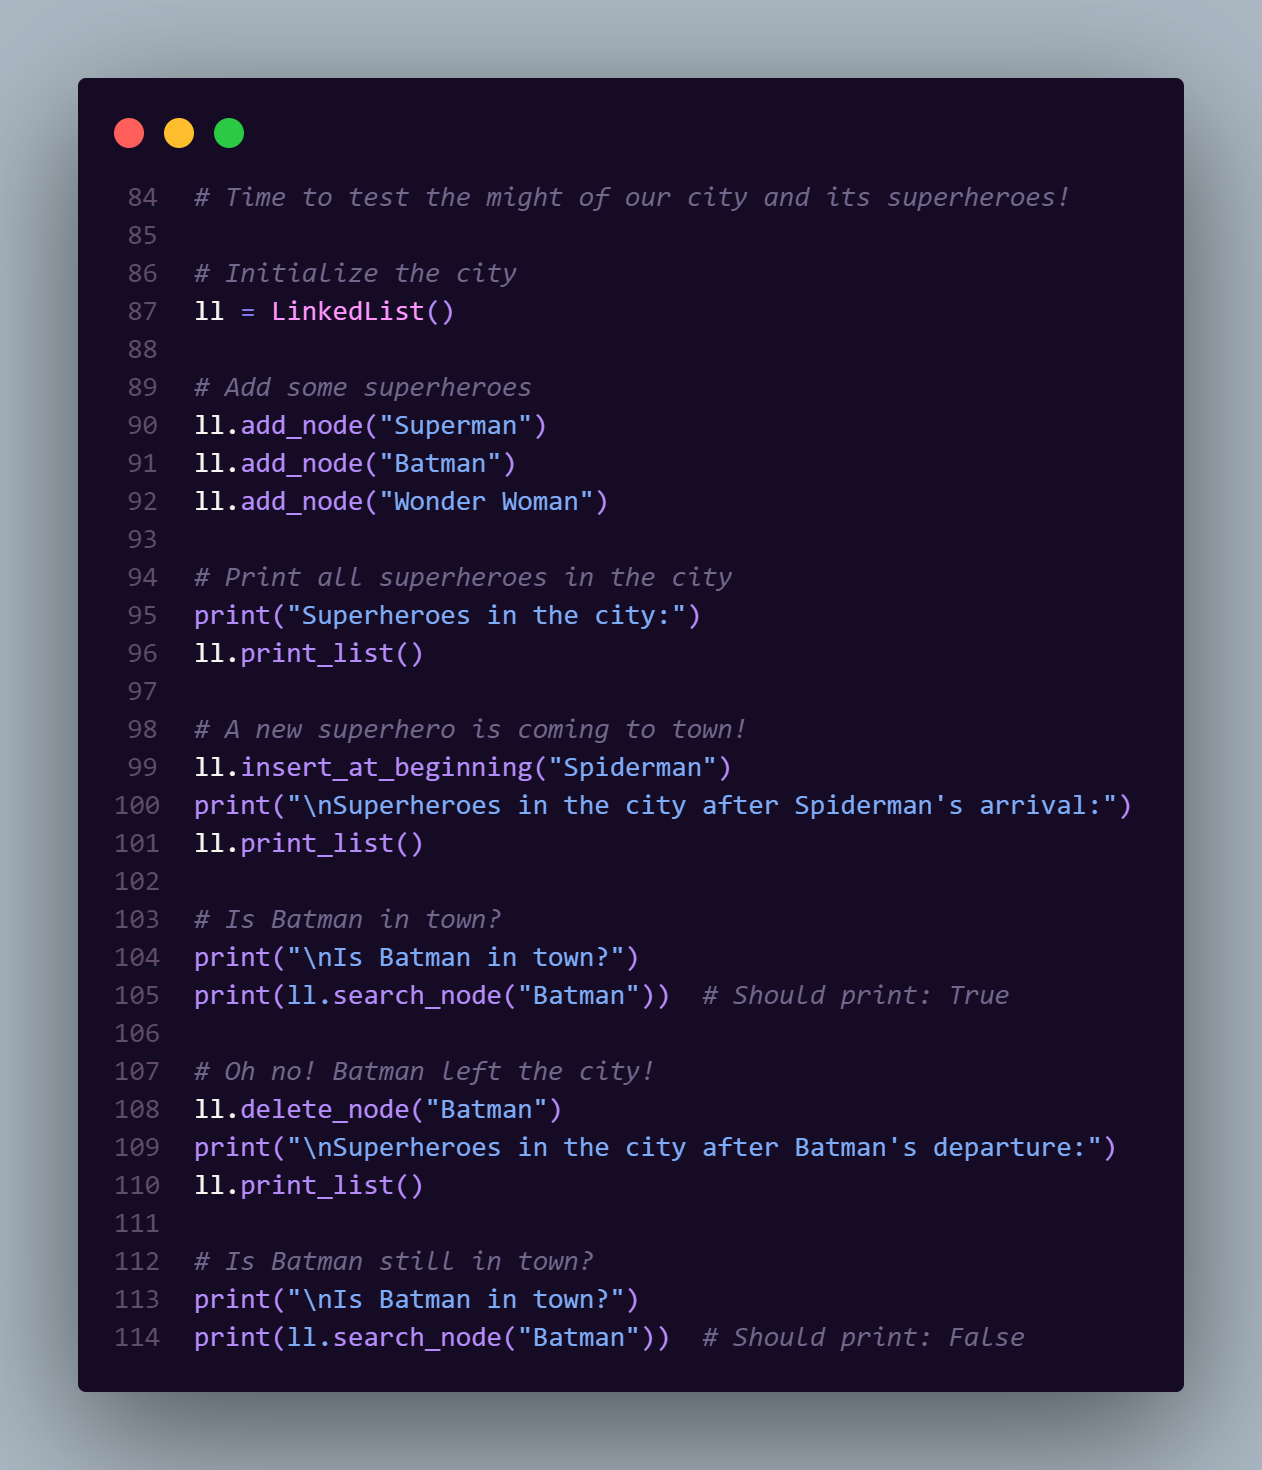 84 # Time to test the might of our city and its superheroes!
85
86 # Initialize the city
87 ll = LinkedList()
88
89 # Add some superheroes
90 ll.add_node("Superman")
91 ll.add_node("Batman")
92 ll.add_node("Wonder Woman")
93
94 # Print all superheroes in the city
95 print("Superheroes in the city:")
96 ll.print_list()
97
98 # A new superhero is coming to town!
99 ll.insert_at_beginning("Spiderman")
100 print("\nSuperheroes in the city after Spiderman's arrival:")
101 ll.print_list()
102
103 # Is Batman in town?
104 print("\nIs Batman in town?")
105 print(ll.search_node("Batman"))  # Should print: True
106
107 # Oh no! Batman left the city!
108 ll.delete_node("Batman")
109 print("\nSuperheroes in the city after Batman's departure:")
110 ll.print_list()
111
112 # Is Batman still in town?
113 print("\nIs Batman in town?")
114 print(ll.search_node("Batman"))  # Should print: False